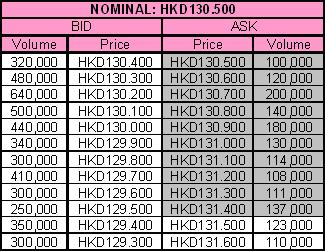 NOMINAL: HKD130.500
BID ASK
Volume Price Price Volume
320,000 HKD130.400 HKD130.500 100,000
480,000 HKD130.300 HKD130.600 120,000
640,000 HKD130.200 HKD130.700 200,000
500,000 HKD130.100 HKD130.800 140,000
440,000 HKD130.000 HKD130.900 180,000
340,000 HKD129.900 HKD131.000 130,000
300,000 HKD129.800 HKD131.100 114,000
410,000 HKD129.700 HKD131.200 108,000
300,000 HKD129.600 HKD131.300 111,000
250,000 HKD129.500 HKD131.400 137,000
350,000 HKD129.400 HKD131.500 123,000
300,000 HKD129.300 HKD131.600 110,000